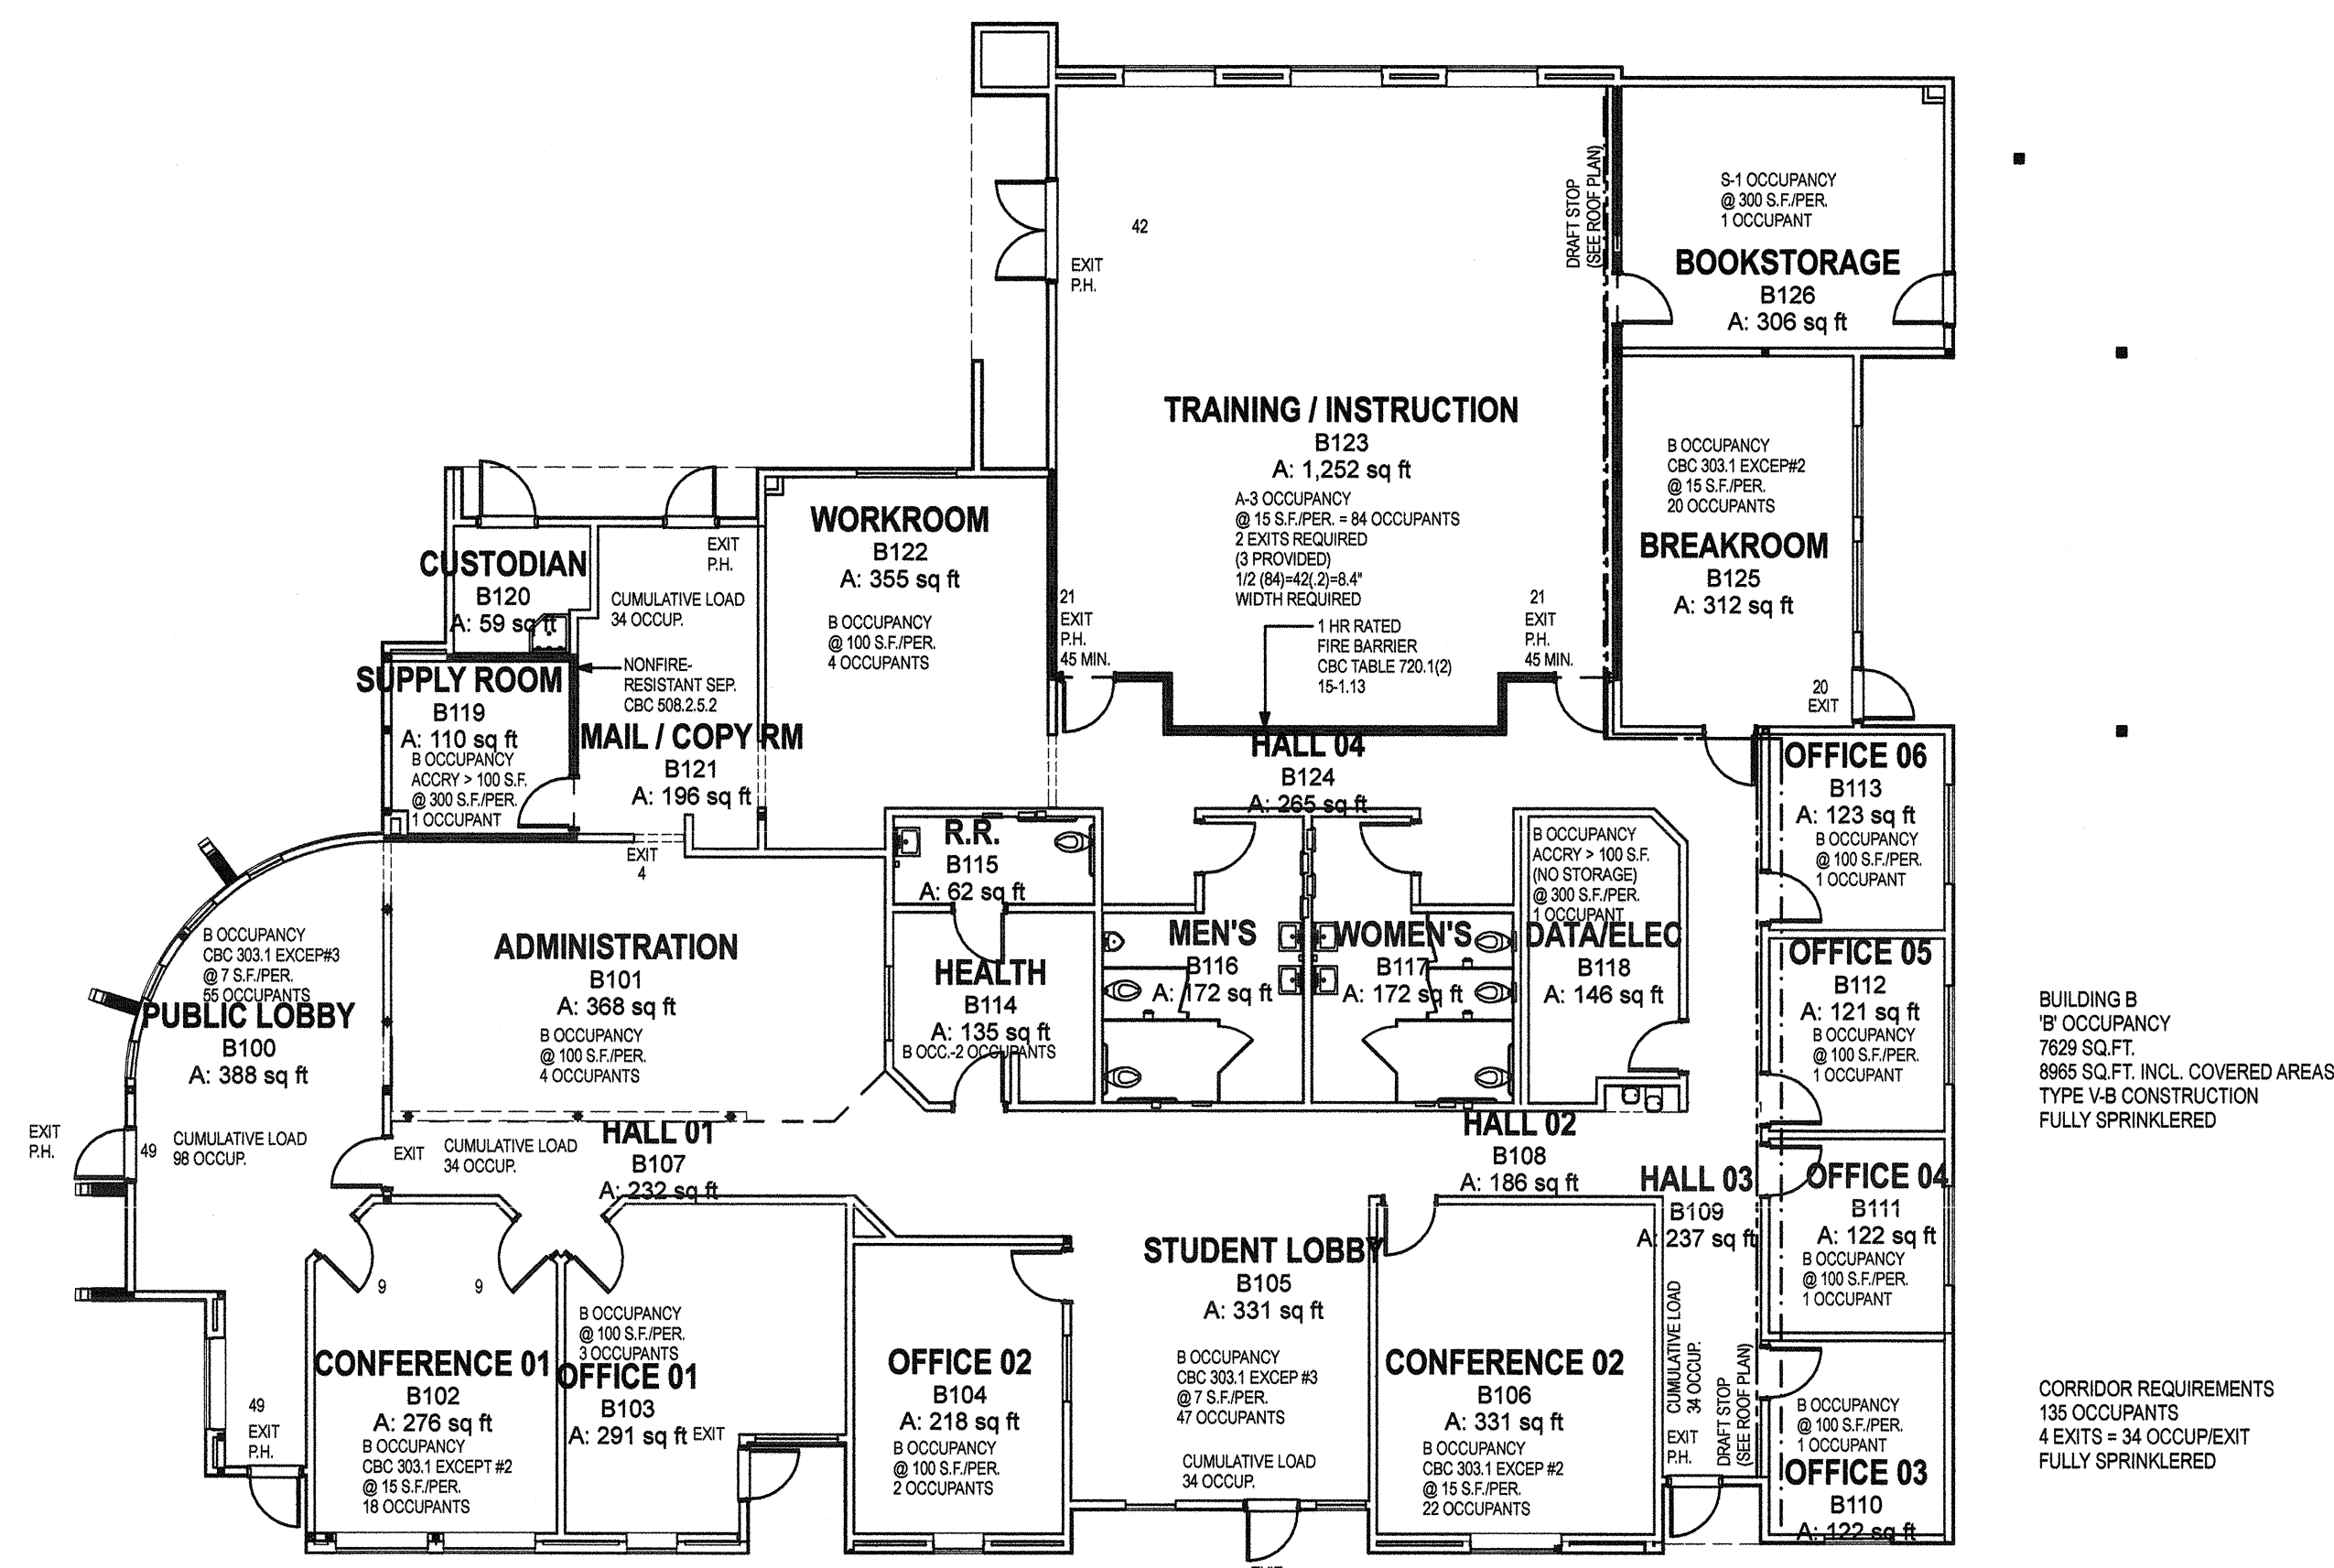 S-1 OCCUPANCY
@ 300 S.F./PER.
1 OCCUPANT
BOOKSTORAGE
B126
A: 306 sq ft
DRAFT STOP
(SEE ROOF PLAN)
42
EXIT
P.H.
TRAINING / INSTRUCTION
B123
A: 1,252 sq ft
A-3 OCCUPANCY
@ 15 S.F./PER. = 84 OCCUPANTS
2 EXITS REQUIRED
(3 PROVIDED)
1/2 (84)=42(.2)=8.4"
WIDTH REQUIRED
1 HR RATED
FIRE BARRIER
CBC TABLE 720.1(2)
15-1.13
21
EXIT
P.H.
45 MIN.
21
EXIT
P.H.
45 MIN.
B OCCUPANCY
CBC 303.1 EXCEP#2
@ 15 S.F./PER.
20 OCCUPANTS
BREAKROOM
B125
A: 312 sq ft
20
EXIT
WORKROOM
B122
A: 355 sq ft
B OCCUPANCY
@ 100 S.F./PER.
4 OCCUPANTS
CUSTODIAN
B120
A: 59 sq ft
EXIT
P.H.
CUMULATIVE LOAD
34 OCCUP.
NONFIRE-
RESISTANT SEP.
CBC 508.2.5.2
SUPPLY ROOM
B119
A: 110 sq ft
B OCCUPANCY
ACCRY > 100 S.F.
@ 300 S.F./PER.
1 OCCUPANT
MAIL / COPY RM
B121
A: 196 sq ft
EXIT
4
HALL 04
B124
A: 265 sq ft
OFFICE 06
B113
A: 123 sq ft
B OCCUPANCY
@ 100 S.F./PER.
1 OCCUPANT
R.R.
B115
A: 62 sq ft
B OCCUPANCY
ACCRY > 100 S.F.
(NO STORAGE)
@ 300 S.F./PER.
1 OCCUPANT
DATA/ELEC
B118
A: 146 sq ft
MEN'S
B116
A: 172 sq ft
WOMEN'S
B117
A: 172 sq ft
OFFICE 05
B112
A: 121 sq ft
B OCCUPANCY
@ 100 S.F./PER.
1 OCCUPANT
B OCCUPANCY
CBC 303.1 EXCEP#3
@ 7 S.F./PER.
55 OCCUPANTS
PUBLIC LOBBY
B100
A: 388 sq ft
ADMINISTRATION
B101
A: 368 sq ft
B OCCUPANCY
@ 100 S.F./PER.
4 OCCUPANTS
HEALTH
B114
A: 135 sq ft
B OCC.-2 OCCUPANTS
BUILDING B
'B' OCCUPANCY
7629 SQ.FT.
8965 SQ.FT. INCL. COVERED AREAS
TYPE V-B CONSTRUCTION
FULLY SPRINKLERED
EXIT
P.H.
49
CUMULATIVE LOAD
98 OCCUP.
EXIT
CUMULATIVE LOAD
34 OCCUP.
HALL 01
B107
A: 232 sq ft
HALL 02
B108
A: 186 sq ft
HALL 03
B109
A: 237 sq ft
OFFICE 04
B111
A: 122 sq ft
B OCCUPANCY
@ 100 S.F./PER.
1 OCCUPANT
9
9
CONFERENCE 01
B102
A: 276 sq ft
B OCCUPANCY
CBC 303.1 EXCEPT #2
@ 15 S.F./PER.
18 OCCUPANTS
49
EXIT
P.H.
B OCCUPANCY
@ 100 S.F./PER.
3 OCCUPANTS
OFFICE 01
B103
A: 291 sq ft
EXIT
OFFICE 02
B104
A: 218 sq ft
B OCCUPANCY
@ 100 S.F./PER.
2 OCCUPANTS
STUDENT LOBBY
B105
A: 331 sq ft
B OCCUPANCY
CBC 303.1 EXCEP #3
@ 7 S.F./PER.
47 OCCUPANTS
CUMULATIVE LOAD
34 OCCUP.
EXIT
CONFERENCE 02
B106
A: 331 sq ft
B OCCUPANCY
CBC 303.1 EXCEP #2
@ 15 S.F./PER.
22 OCCUPANTS
CUMULATIVE LOAD
34 OCCUP.
EXIT
P.H.
DRAFT STOP
(SEE ROOF PLAN)
B OCCUPANCY
@ 100 S.F./PER.
1 OCCUPANT
OFFICE 03
B110
A: 122 sq ft
CORRIDOR REQUIREMENTS
135 OCCUPANTS
4 EXITS = 34 OCCUP/EXIT
FULLY SPRINKLERED